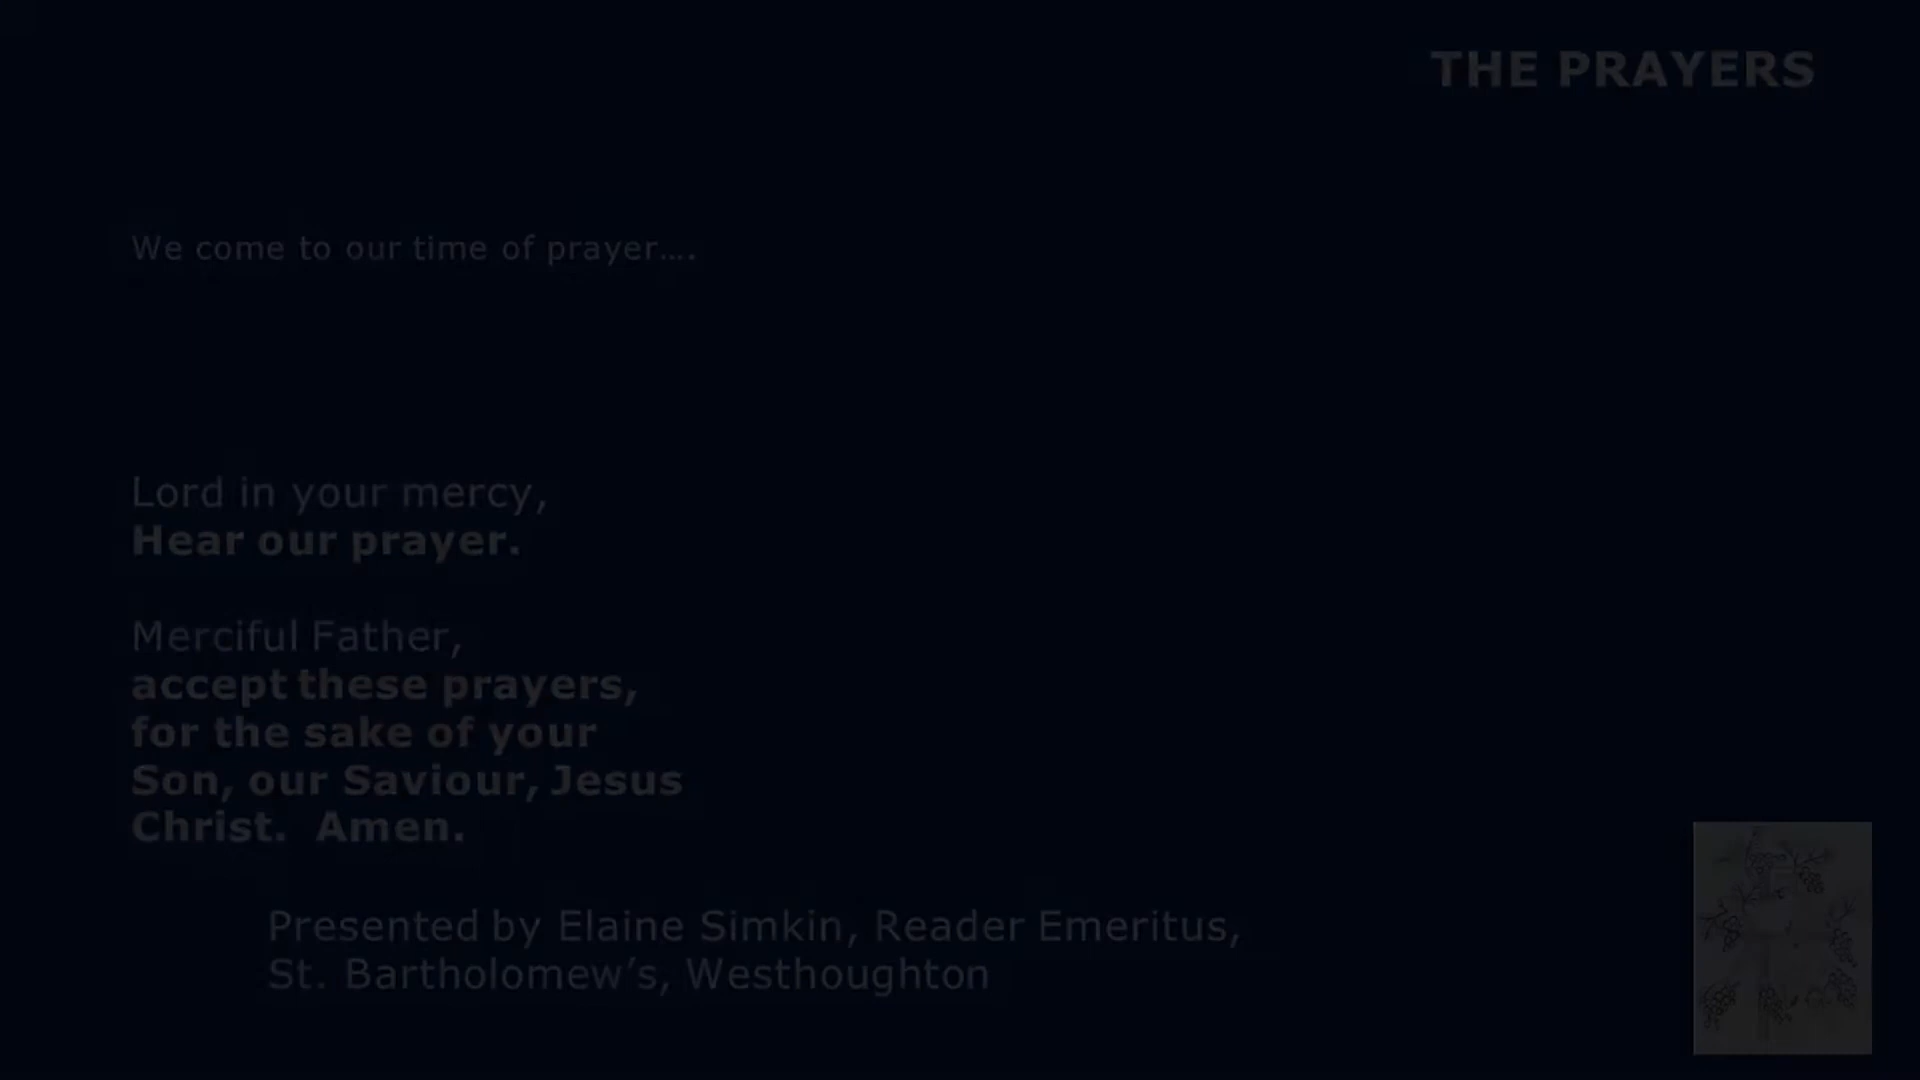 THE PRAYERS
We come to our time of prayer....
Lord in your mercy,
Hear our prayer.
Merciful Father,
accept these prayers,
for the sake of your
Son, our Saviour, Jesus
Christ.  Amen.
Presented by Elaine Simkin, Reader Emeritus,
St. Bartholomew’s, Westhoughton